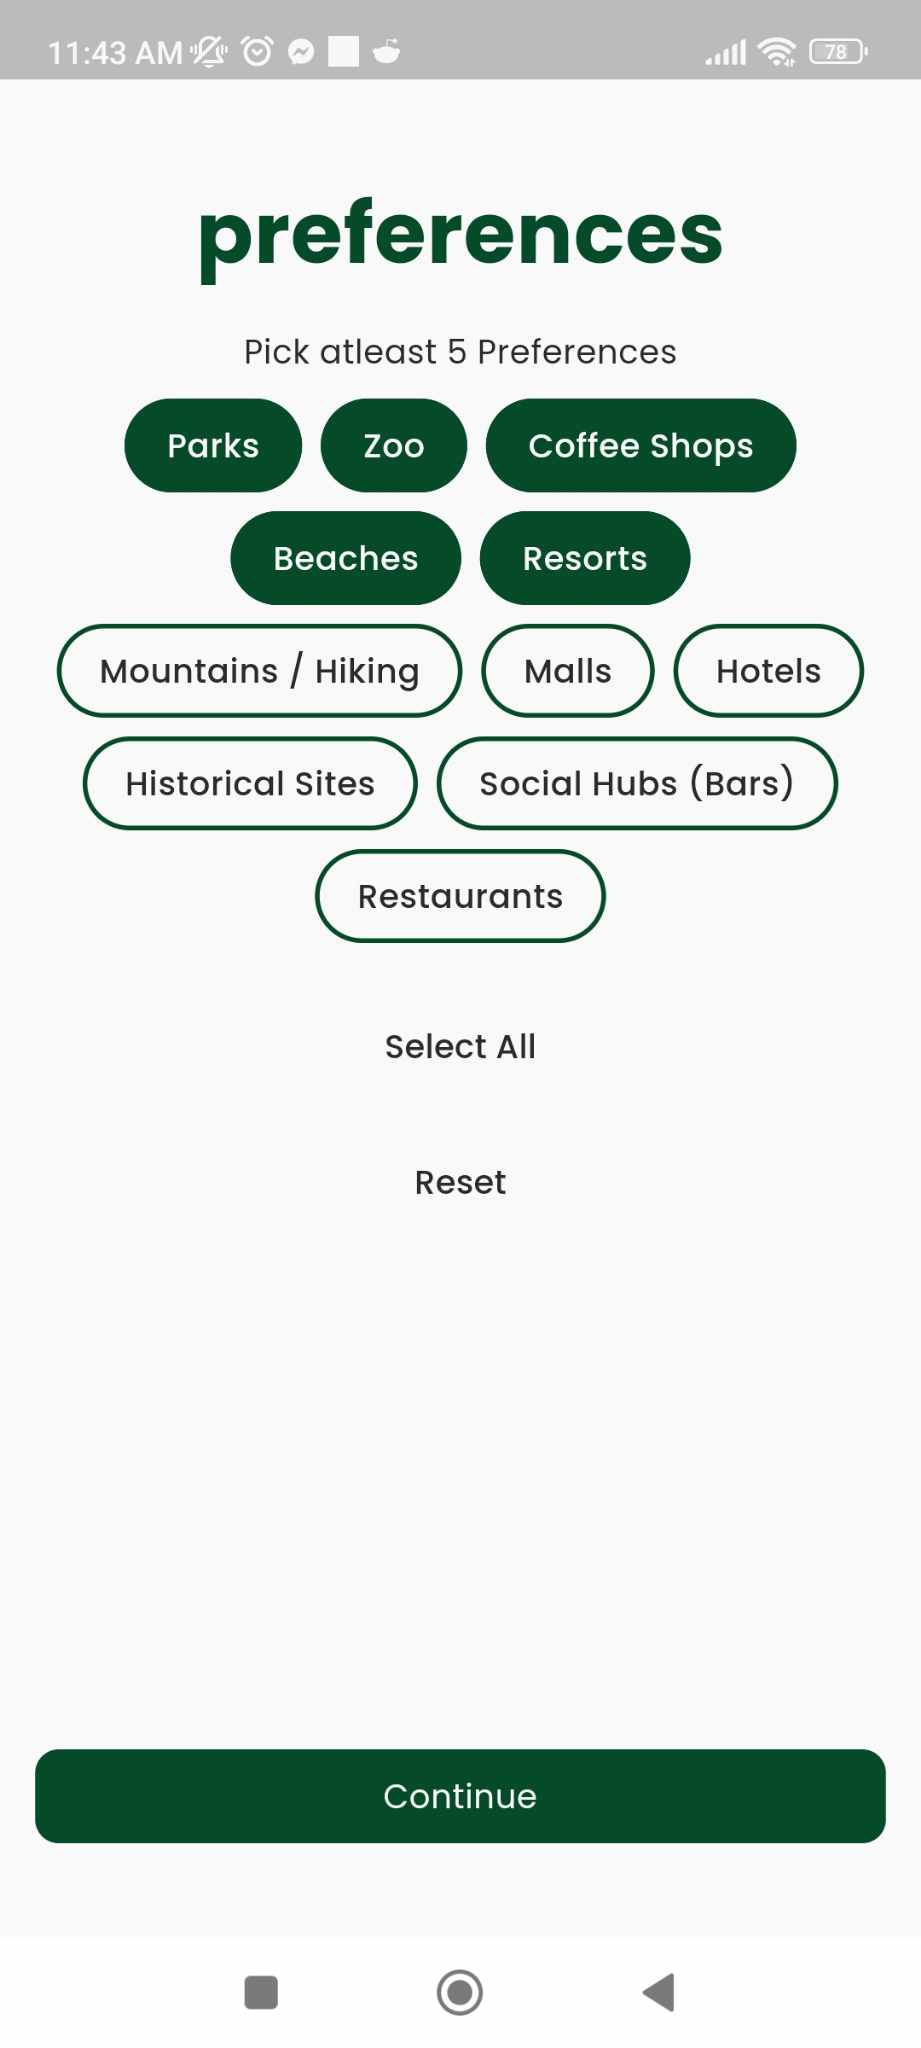 11:43 AM 78
preferences
Pick atleast 5 Preferences
Parks Zoo Coffee Shops
Beaches Resorts
Mountains / Hiking Malls Hotels
Historical Sites Social Hubs (Bars)
Restaurants
Select All
Reset
Continue